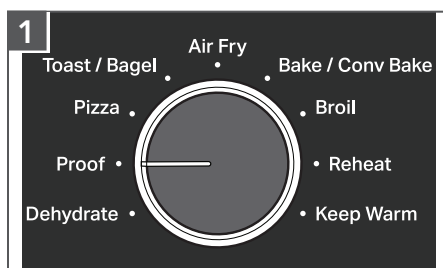 1
Air Fry
Toast / Bagel
Bake / Conv Bake
Pizza
Broil
Proof
Reheat
Dehydrate
Keep Warm